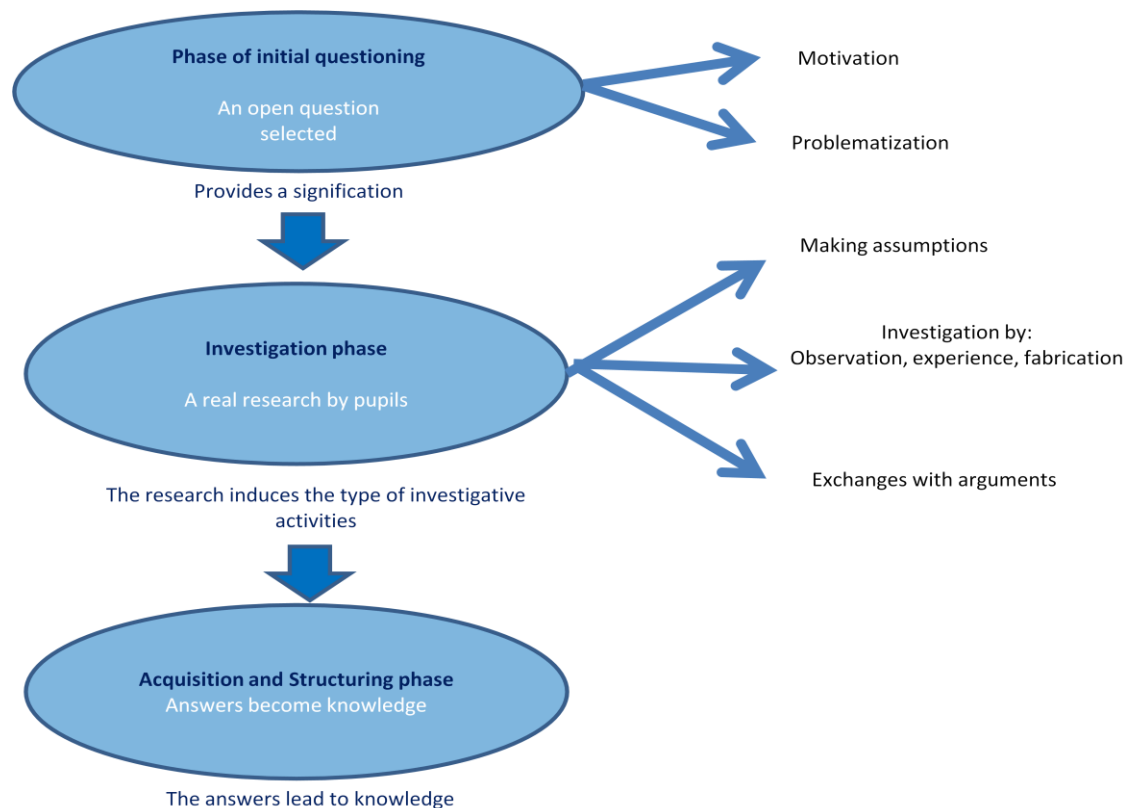 Phase of initial questioning
An open question
selected
Motivation
Problematization
Provides a signification
Making assumptions
Investigation phase
A real research by pupils
Investigation by:
Observation, experience, fabrication
Exchanges with arguments
The research induces the type of investigative
activities
Acquisition and Structuring phase
Answers become knowledge
The answers lead to knowledge